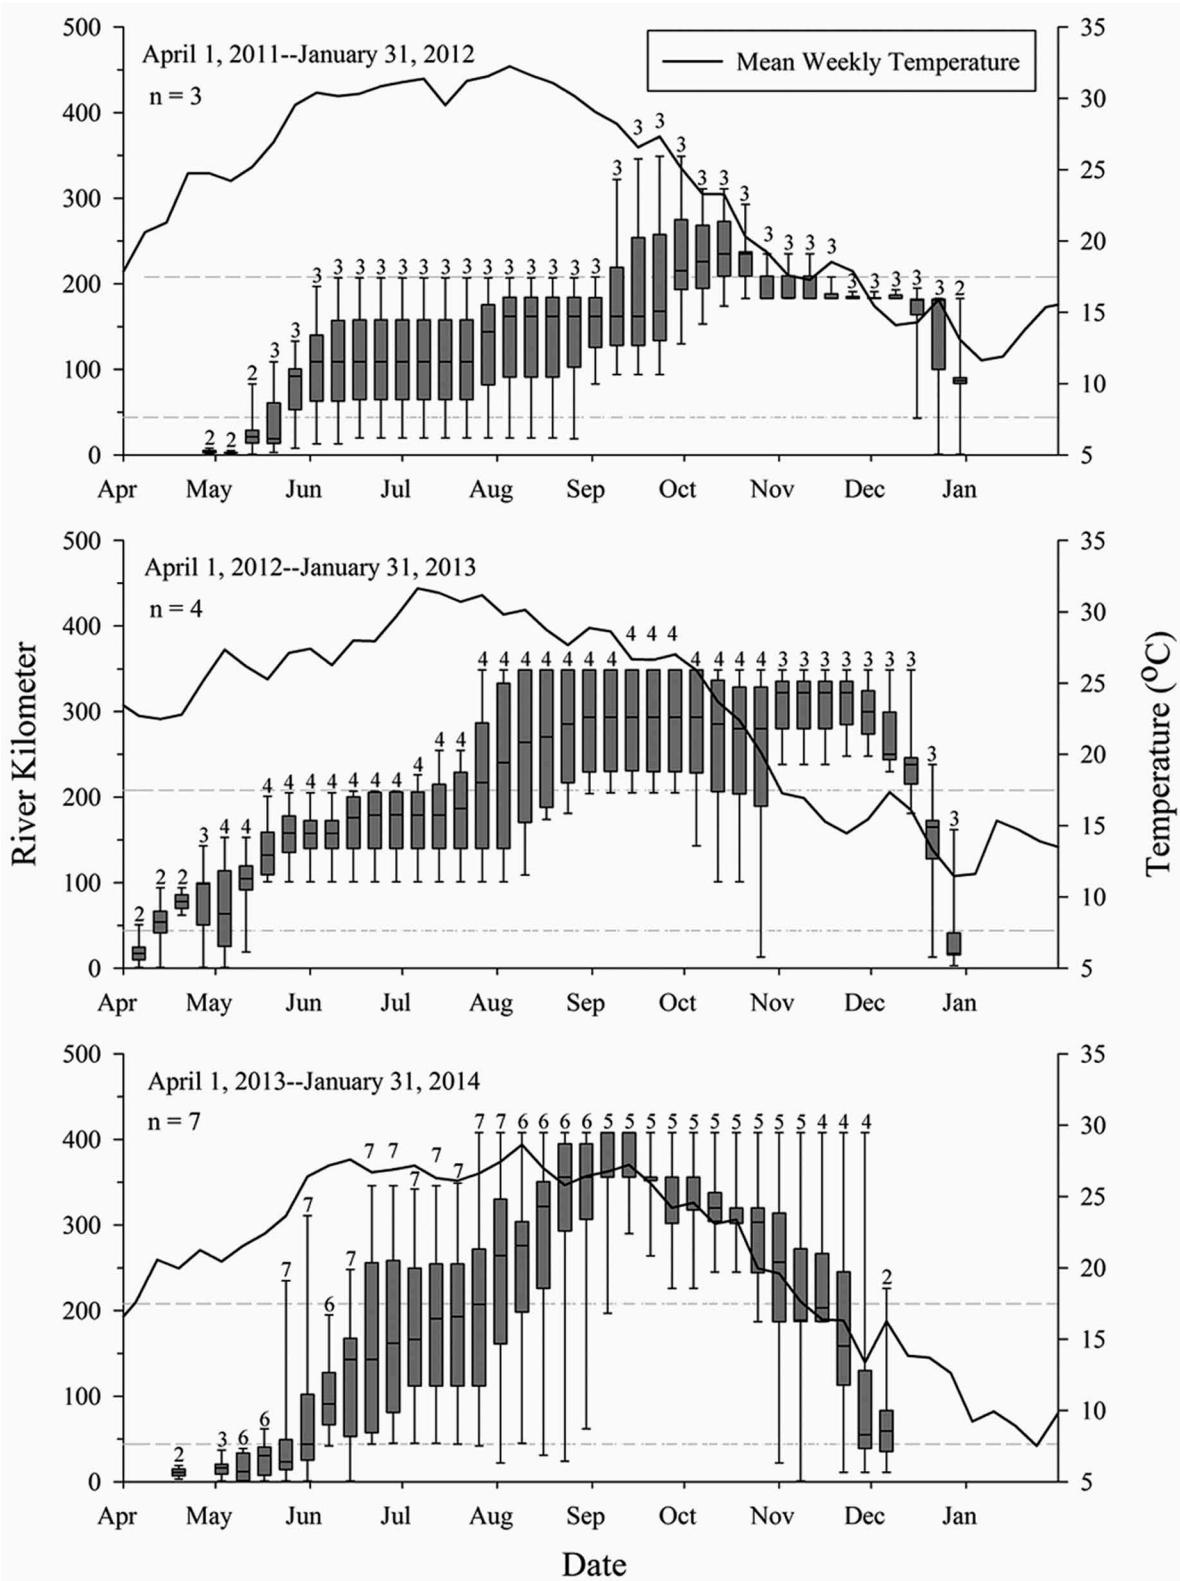 500
400
300
200
100
0
April 1, 2011--January 31, 2012
n = 3
Mean Weekly Temperature
2 2 2 3 3 3 3 3 3 3 3 3 3 3 3 3 3 3 3 3 3 3 3 3 3 3 3 3 3 3 3 3 3 3 3 2
35
30
25
20
15
10
5
Apr May Jun Jul Aug Sep Oct Nov Dec Jan
500
400
300
200
100
0
April 1, 2012--January 31, 2013
n = 4
2 2 2 3 4 4 4 4 4 4 4 4 4 4 4 4 4 4 4 4 4 4 4 4 4 4 4 4 4 4 3 3 3 3 3 3 3 3 3
35
30
25
20
15
10
5
Apr May Jun Jul Aug Sep Oct Nov Dec Jan
River Kilometer
Temperature (°C)
500
400
300
200
100
0
April 1, 2013--January 31, 2014
n = 7
2 3 6 6 7 7 6 7 7 7 7 7 7 7 7 6 6 6 6 5 5 5 5 5 5 5 5 5 5 4 4 4 2
35
30
25
20
15
10
5
Apr May Jun Jul Aug Sep Oct Nov Dec Jan
Date